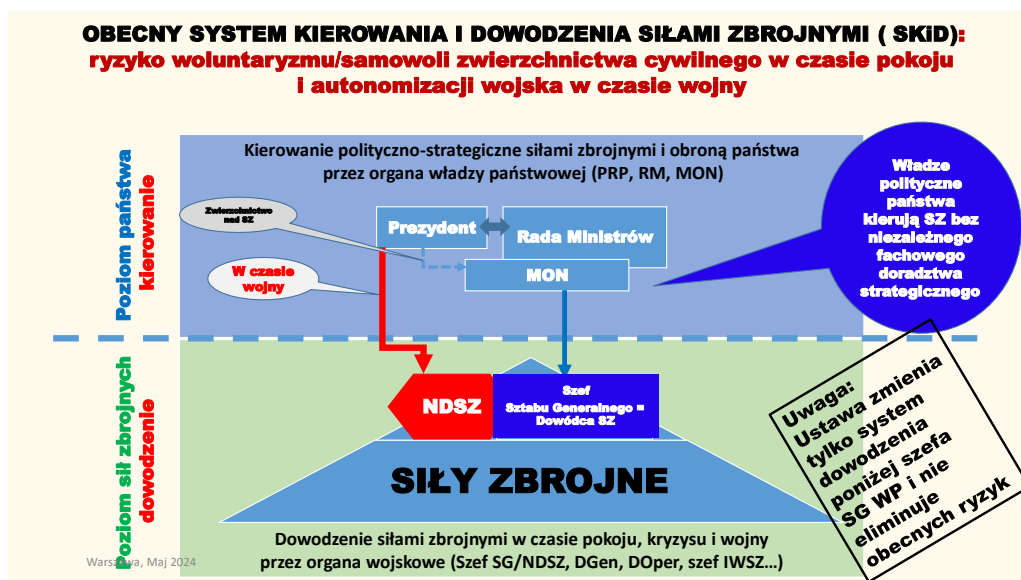 OBECNY SYSTEM KIEROWANIA I DOWODZENIA SIŁAMI ZBROJNYMI ( SKiD):
ryzyko woluntaryzmu/samowoli zwierzchnictwa cywilnego w czasie pokoju
i autonomizacji wojska w czasie wojny
Poziom państwa
kierowanie
Kierowanie polityczno-strategiczne siłami zbrojnymi i obroną państwa
przez organa władzy państwowej (PRP, RM, MON)
Zwierzchnictwo
nad SZ
Prezydent
Rada Ministrów
MON
W czasie
wojny
Władze
polityczne
państwa
kierują SZ bez
niezależnego
fachowego
doradztwa
strategicznego
Poziom sił zbrojnych
dowodzenie
NDSZ
Szef
Sztabu Generalnego =
Dowódca SZ
SIŁY ZBROJNE
Uwaga:
Ustawa zmienia
tylko system
dowodzenia
poniżej szefa
SG WP i nie
eliminuje
obecnych ryzyk
Dowodzenie siłami zbrojnymi w czasie pokoju, kryzysu i wojny
przez organa wojskowe (Szef SG/NDSZ, DGen, DOper, szef IWSZ…)
Warszawa, Maj 2024